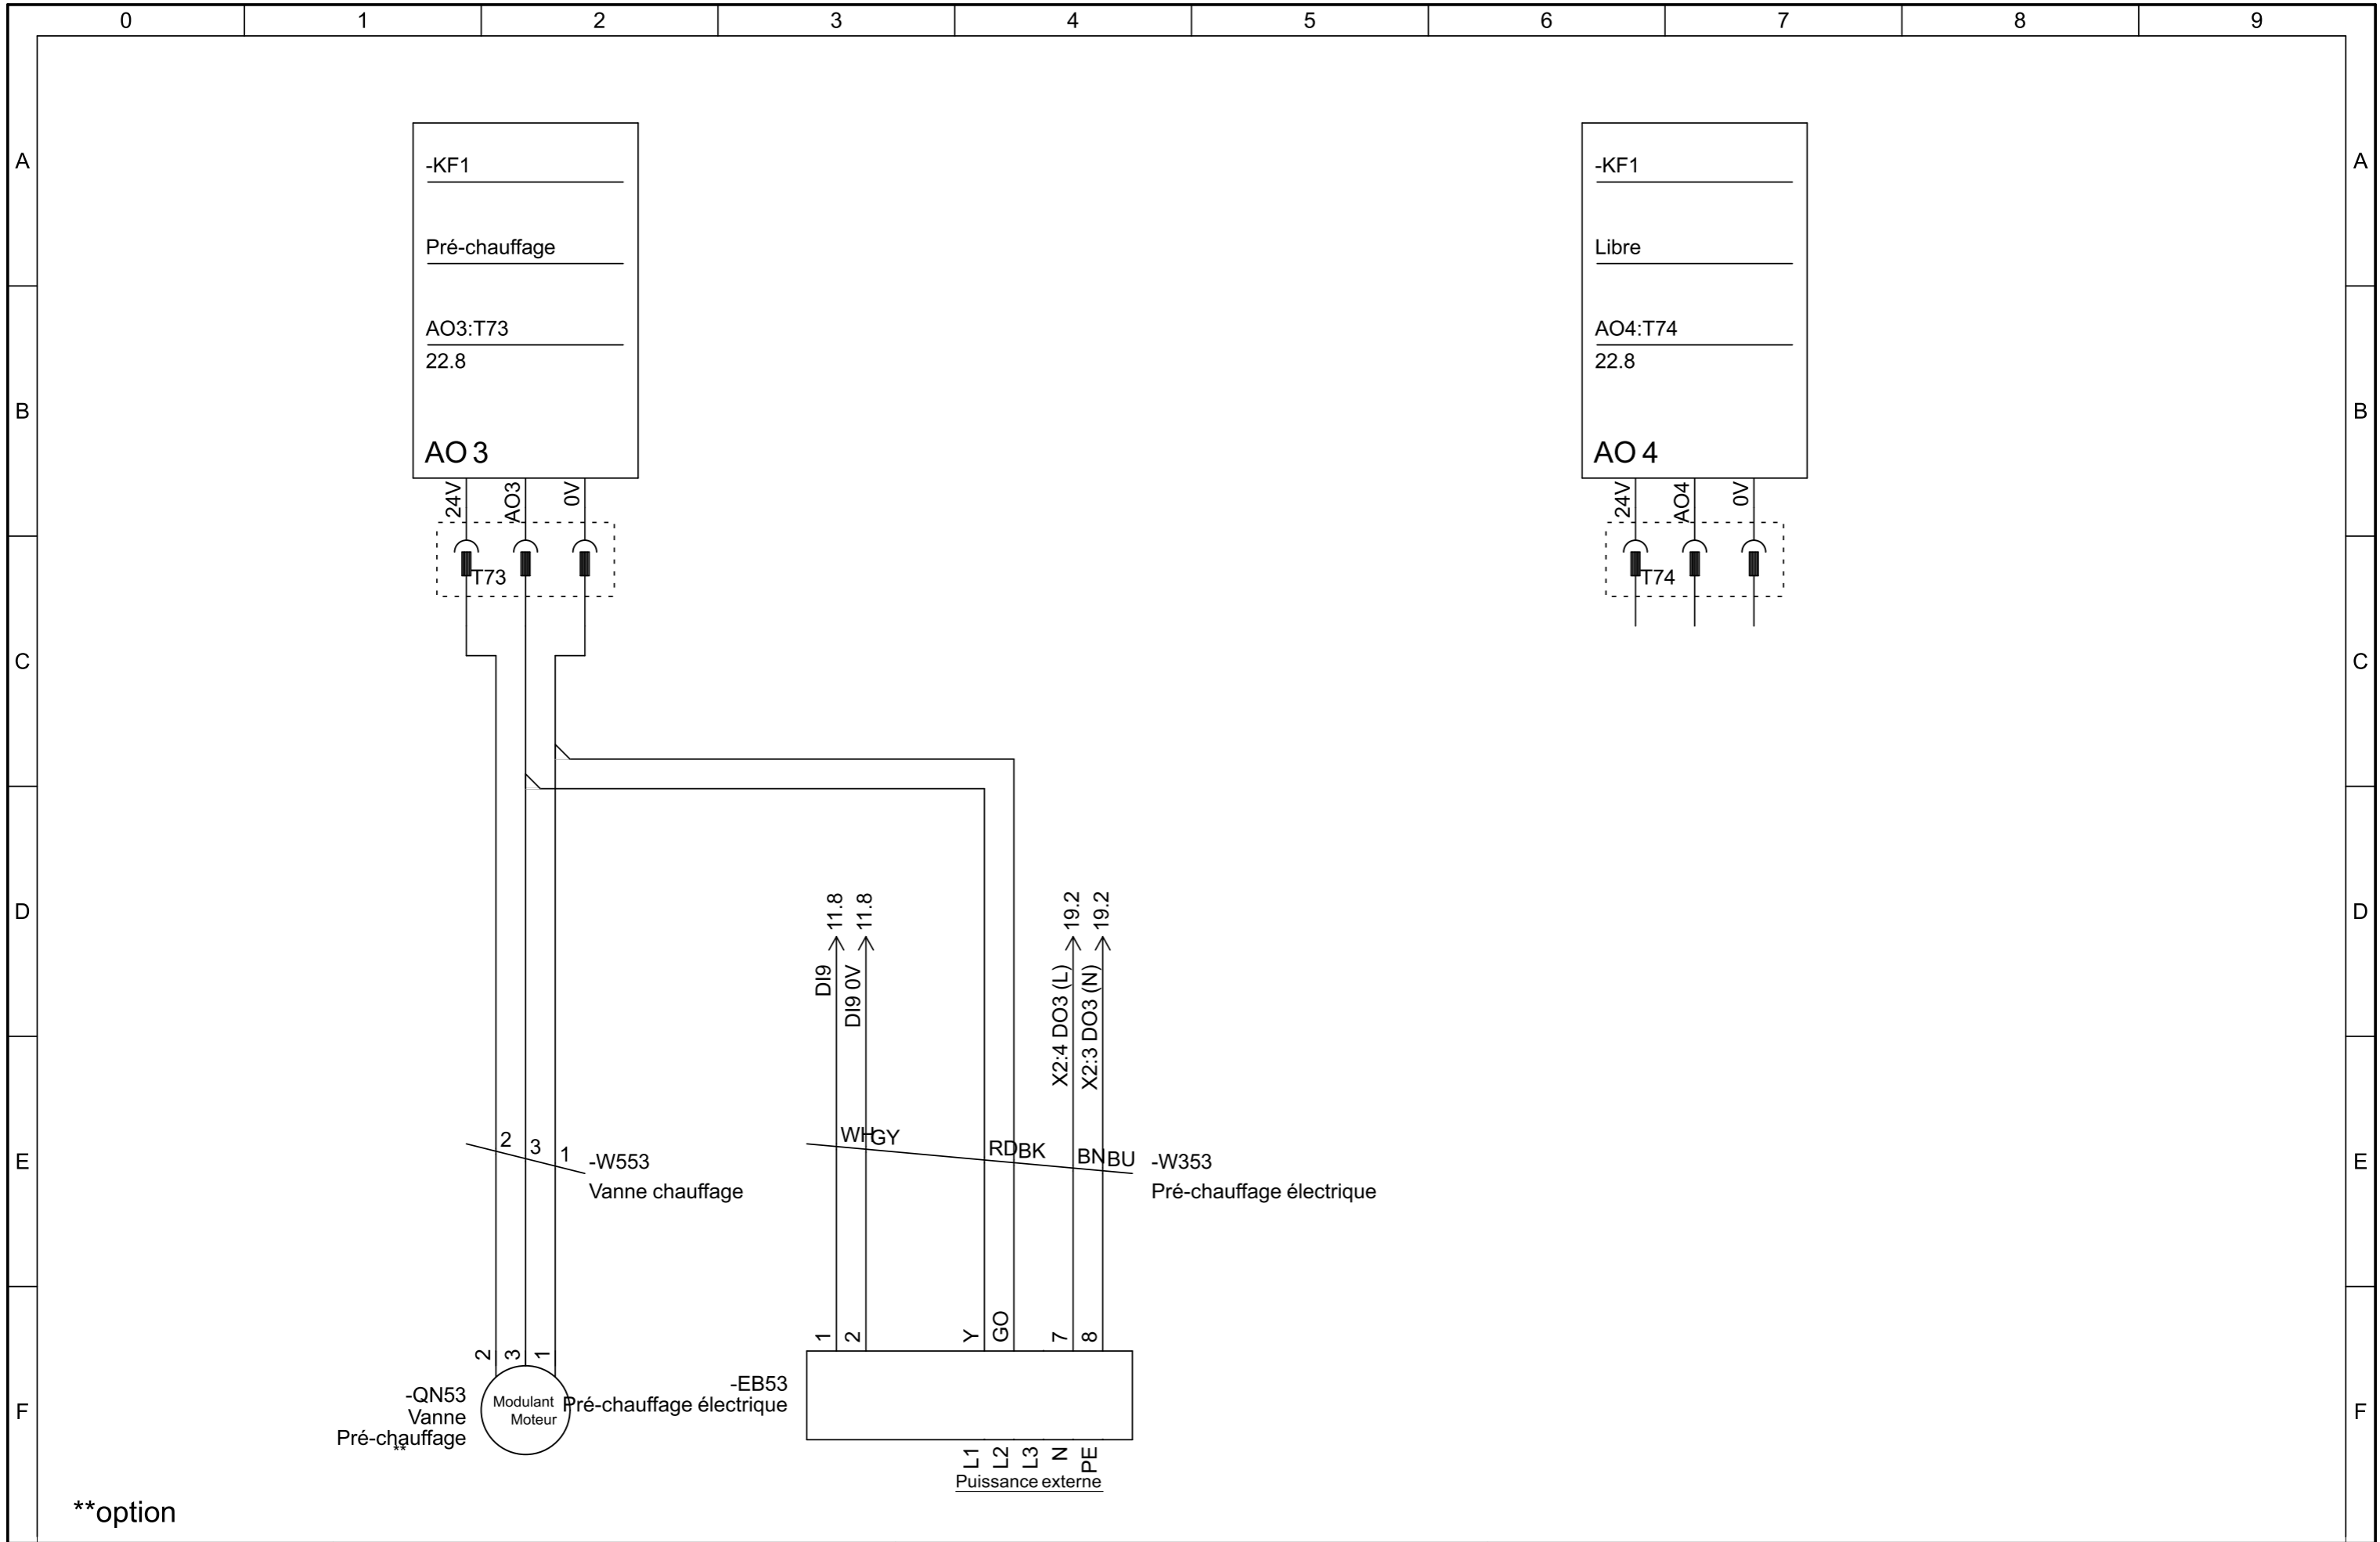 0 1 2 3 4 5 6 7 8 9
A
A
-KF1
Pré-chauffage
AO3:T73
22.8
AO 3
24V
AO3
0V
T73
-KF1
Libre
AO4:T74
22.8
AO 4
24V
AO4
0V
T74
B
B
C
C
D
D
11.8
11.8
19.2
19.2
DI9
DI9 0V
X2:4 DO3 (L)
X2:3 DO3 (N)
E
E
2
3
1
-W553
Vanne chauffage
WH
GY
RD
BK
BN
BU
-W353
Pré-chauffage électrique
F
F
2
3
1
-QN53
Vanne
Pré-chauffage
**
Modulant
Moteur
1
2
Y
GO
7
8
-EB53
Pré-chauffage électrique
L1
L2
L3
N
PE
Puissance externe
**option